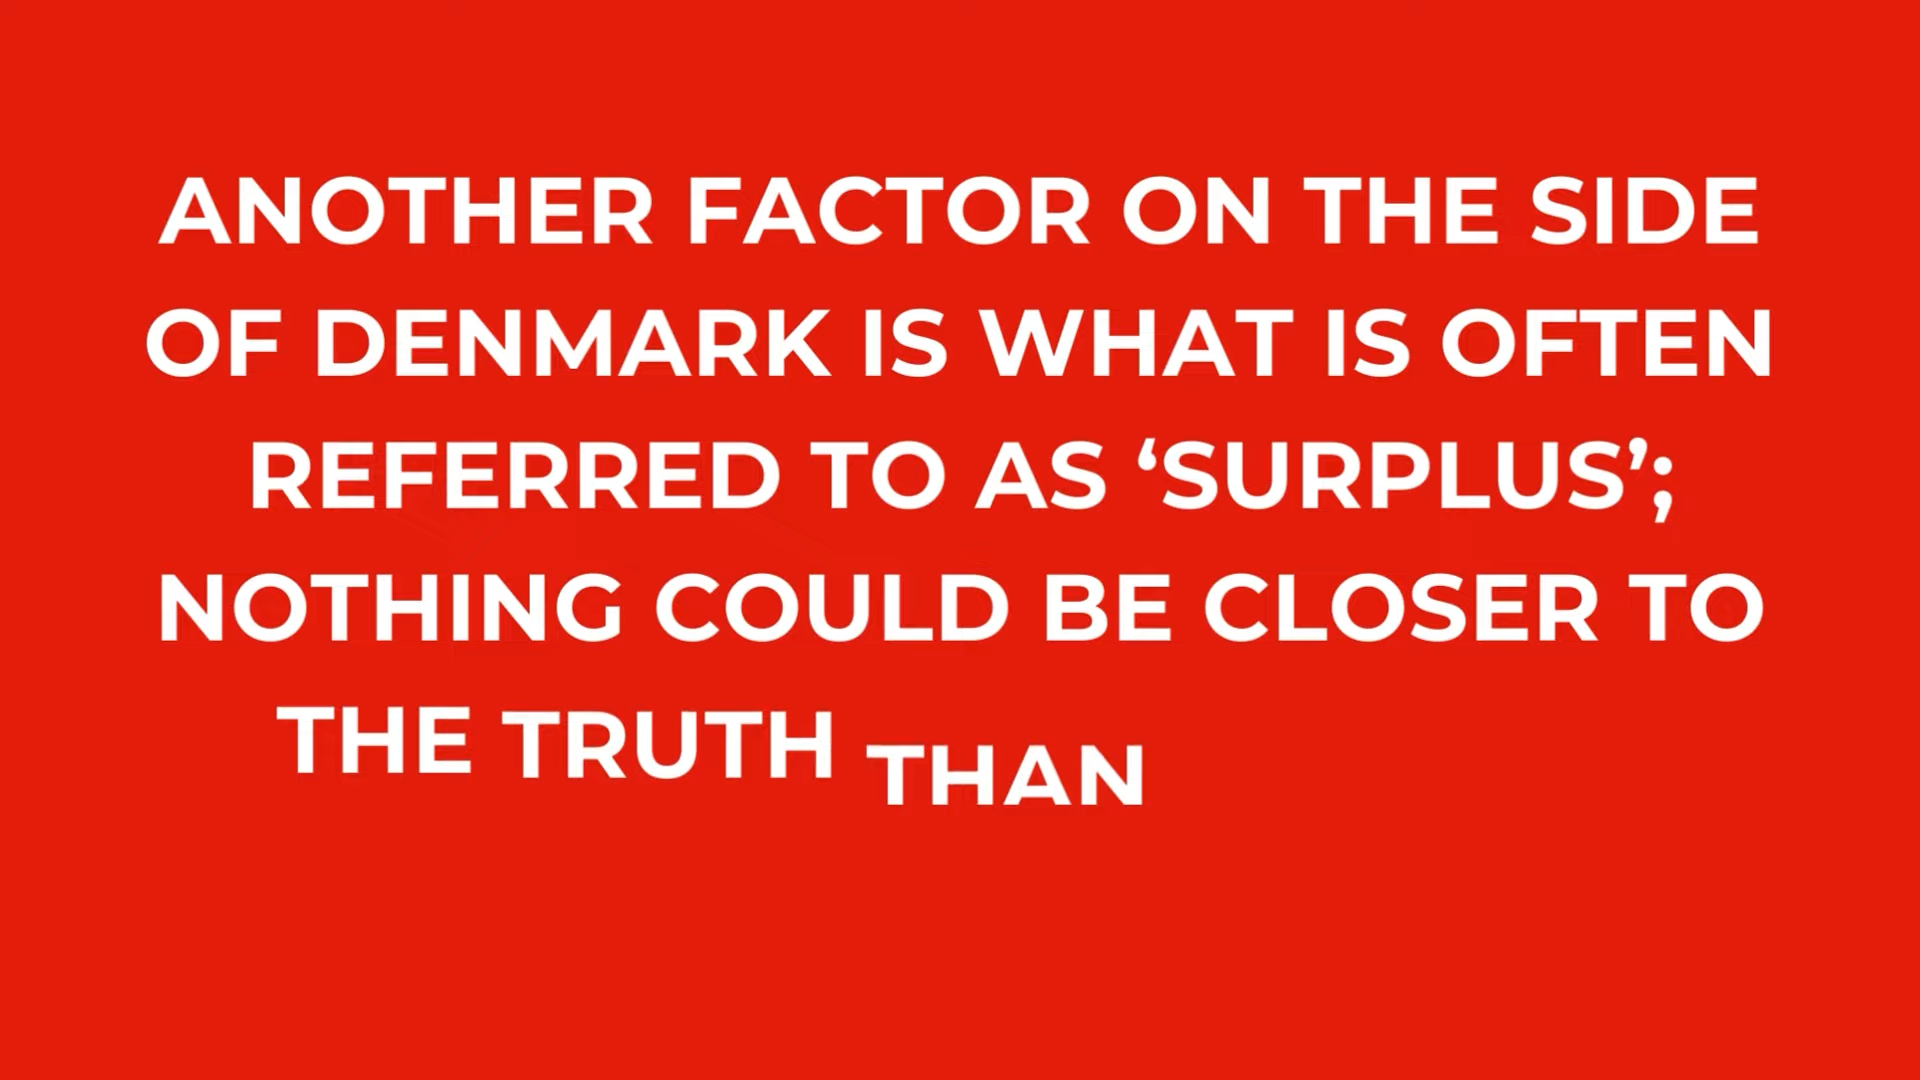 ANOTHER FACTOR ON THE SIDE
OF DENMARK IS WHAT IS OFTEN
REFERRED TO AS ‘SURPLUS’;
NOTHING COULD BE CLOSER TO
THE TRUTH THAN